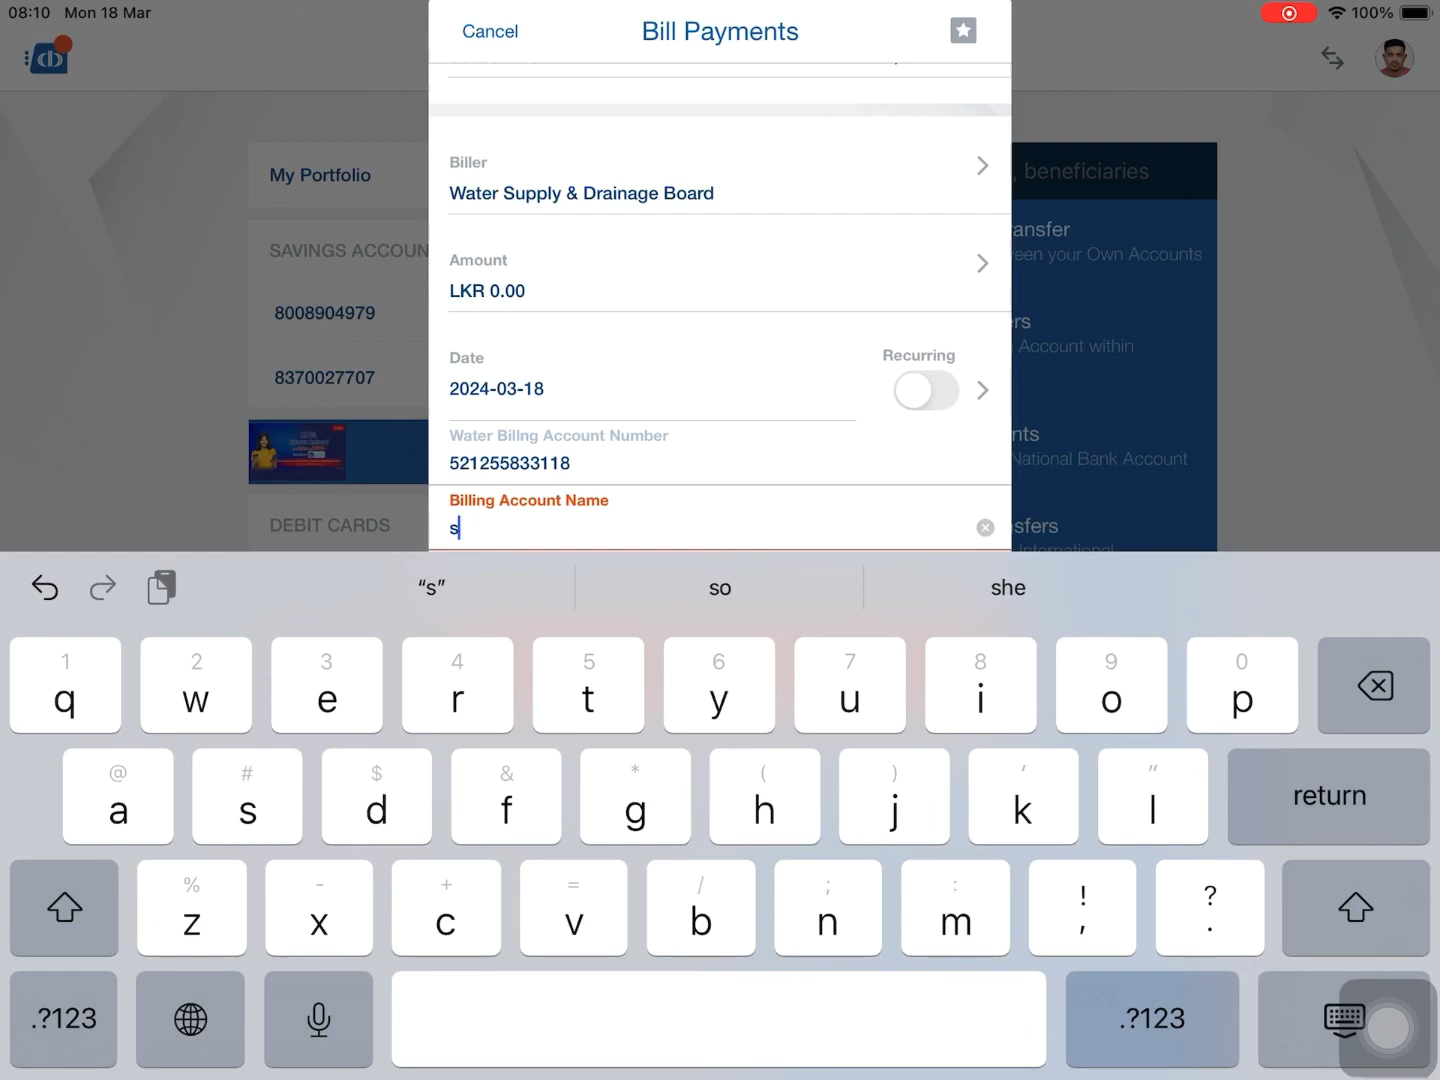 08:10 Mon 18 Mar
100%
Cancel
Bill Payments
My Portfolio
SAVINGS ACCOUN
8008904979
8370027707
DEBIT CARDS
Biller
Water Supply & Drainage Board
Amount
LKR 0.00
Date
2024-03-18
Recurring
Water Billng Account Number
521255833118
Billing Account Name
s
, beneficiaries
ansfer
een your Own Accounts
rs
Account within
nts
National Bank Account
sfers
International
“s”
so
she
1 2 3 4 5 6 7 8 9 0
q w e r t y u i o p
@ # $ & * ( ) ' "
a s d f g h j k l
return
% - + = / ; : ! ?
z x c v b n m , .
.?123
.?123